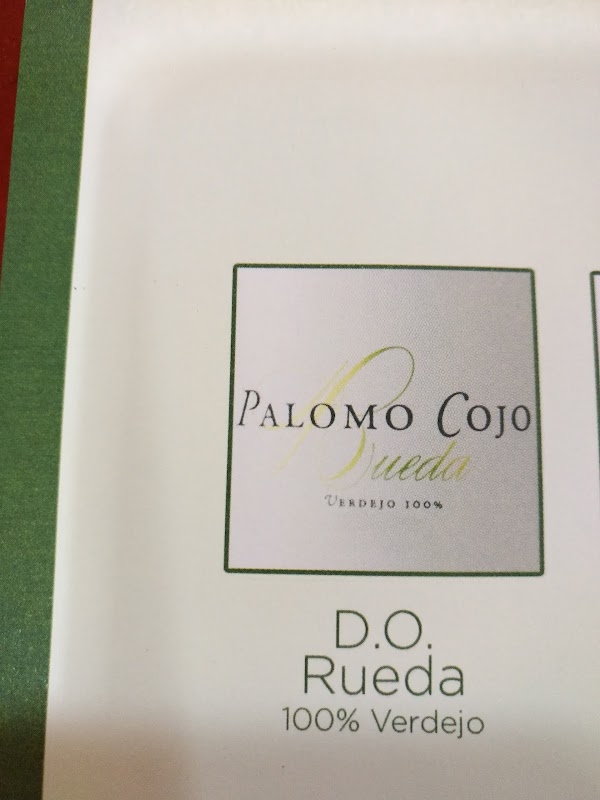 PALOMO COJO
Rueda
VERDEJO 100%
D.O.
Rueda
100% Verdejo